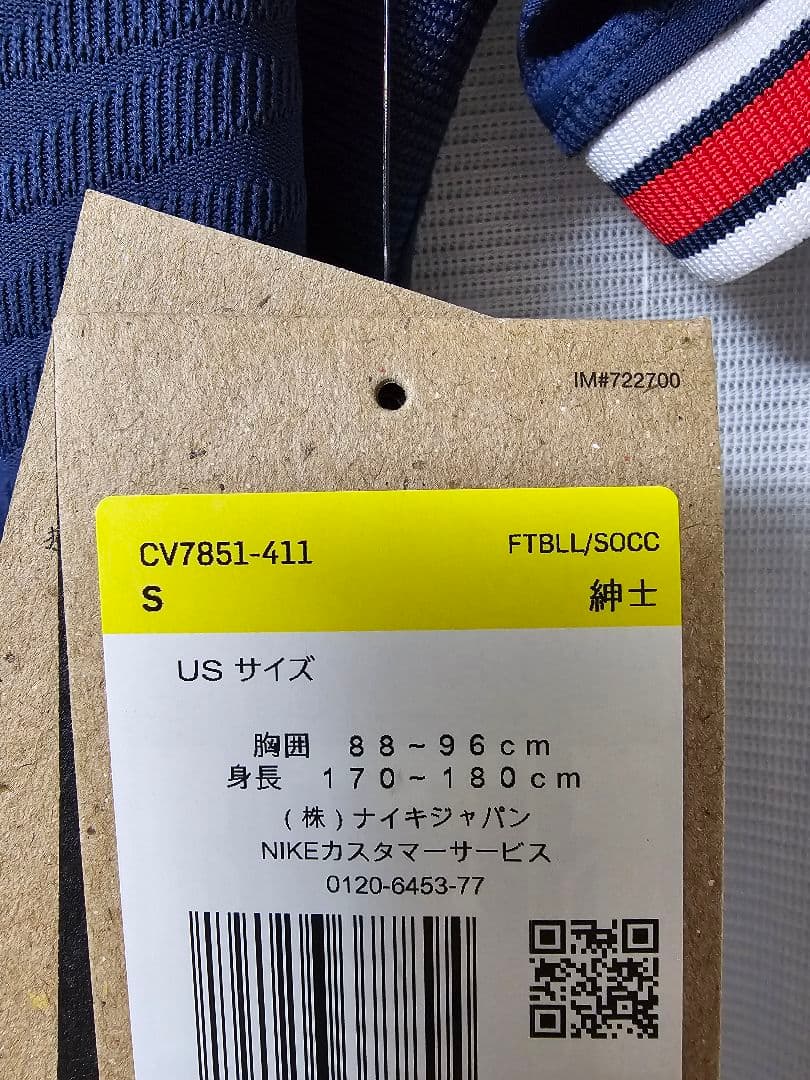 IM#722700
CV7851-411
FTBLL/SOCC
S
紳士
US サイズ
胸囲 88~96cm
身長 170~180cm
(株)ナイキジャパン
NIKEカスタマーサービス
0120-6453-77